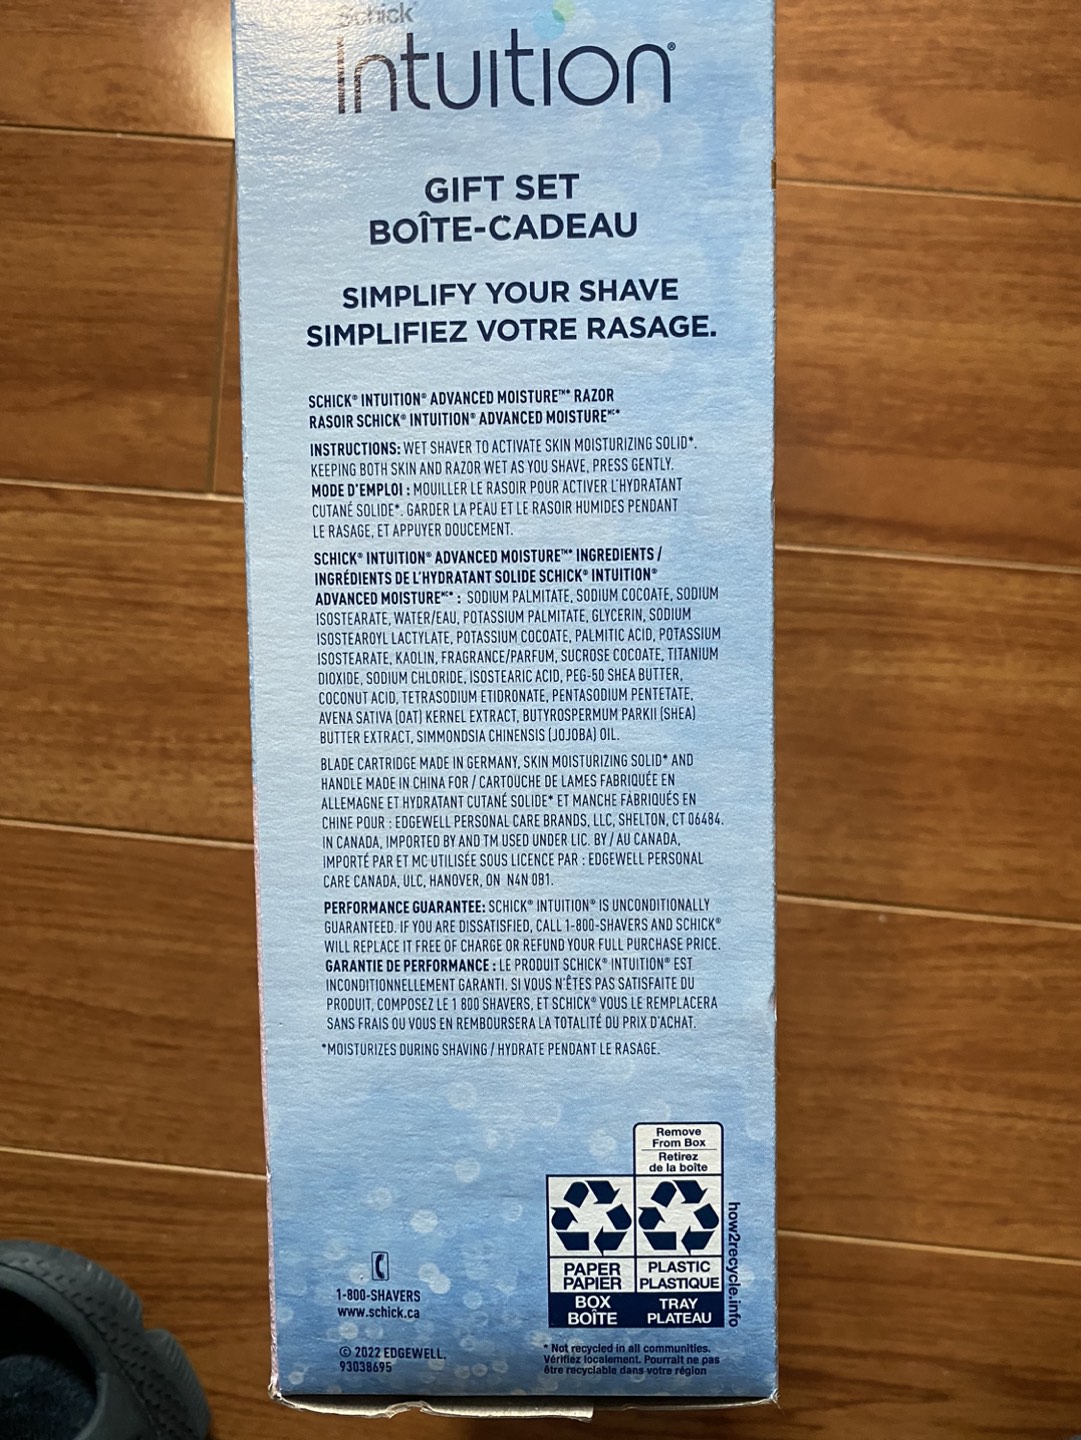 Schick
Intuition®
GIFT SET
BOÎTE-CADEAU
SIMPLIFY YOUR SHAVE
SIMPLIFIEZ VOTRE RASAGE.
SCHICK® INTUITION® ADVANCED MOISTURE™* RAZOR
RASOIR SCHICK® INTUITION® ADVANCED MOISTURE MC*
INSTRUCTIONS: WET SHAVER TO ACTIVATE SKIN MOISTURIZING SOLID*.
KEEPING BOTH SKIN AND RAZOR WET AS YOU SHAVE, PRESS GENTLY.
MODE D'EMPLOI : MOUILLER LE RASOIR POUR ACTIVER L'HYDRATANT
CUTANÉ SOLIDE*. GARDER LA PEAU ET LE RASOIR HUMIDES PENDANT
LE RASAGE, ET APPUYER DOUCEMENT.
SCHICK® INTUITION® ADVANCED MOISTURE™* INGREDIENTS /
INGRÉDIENTS DE L'HYDRATANT SOLIDE SCHICK® INTUITION®
ADVANCED MOISTURE MC* : SODIUM PALMITATE, SODIUM COCOATE, SODIUM
ISOSTEARATE, WATER/EAU, POTASSIUM PALMITATE, GLYCERIN, SODIUM
ISOSTEAROYL LACTYLATE, POTASSIUM COCOATE, PALMITIC ACID, POTASSIUM
ISOSTEARATE, KAOLIN, FRAGRANCE/PARFUM, SUCROSE COCOATE, TITANIUM
DIOXIDE, SODIUM CHLORIDE, ISOSTEARIC ACID, PEG-50 SHEA BUTTER,
COCONUT ACID, TETRASODIUM ETIDRONATE, PENTASODIUM PENTETATE,
AVENA SATIVA (OAT) KERNEL EXTRACT, BUTYROSPERMUM PARKII (SHEA)
BUTTER EXTRACT, SIMMONDSIA CHINENSIS (JOJOBA) OIL.
BLADE CARTRIDGE MADE IN GERMANY, SKIN MOISTURIZING SOLID* AND
HANDLE MADE IN CHINA FOR / CARTOUCHE DE LAMES FABRIQUÉE EN
ALLEMAGNE ET HYDRATANT CUTANÉ SOLIDE* ET MANCHE FABRIQUÉS EN
CHINE POUR : EDGEWELL PERSONAL CARE BRANDS, LLC, SHELTON, CT 06484.
IN CANADA, IMPORTED BY AND TM USED UNDER LIC. BY / AU CANADA,
IMPORTÉ PAR ET MC UTILISÉE SOUS LICENCE PAR : EDGEWELL PERSONAL
CARE CANADA, ULC, HANOVER, ON N4N 0B1.
PERFORMANCE GUARANTEE: SCHICK® INTUITION® IS UNCONDITIONALLY
GUARANTEED. IF YOU ARE DISSATISFIED, CALL 1-800-SHAVERS AND SCHICK®
WILL REPLACE IT FREE OF CHARGE OR REFUND YOUR FULL PURCHASE PRICE.
GARANTIE DE PERFORMANCE : LE PRODUIT SCHICK® INTUITION® EST
INCONDITIONNELLEMENT GARANTI. SI VOUS N'ÊTES PAS SATISFAITE DU
PRODUIT, COMPOSEZ LE 1 800 SHAVERS, ET SCHICK® VOUS LE REMPLACERA
SANS FRAIS OU VOUS EN REMBOURSERA LA TOTALITÉ DU PRIX D'ACHAT.
*MOISTURIZES DURING SHAVING / HYDRATE PENDANT LE RASAGE.
Remove
From Box
Retirez
de la boîte
PAPER
PAPIER
BOX
BOÎTE
PLASTIC
PLASTIQUE
TRAY
PLATEAU
how2recycle.info
1-800-SHAVERS
www.schick.ca
© 2022 EDGEWELL.
93038695
* Not recycled in all communities.
Vérifiez localement. Pourrait ne pas
être recyclable dans votre région